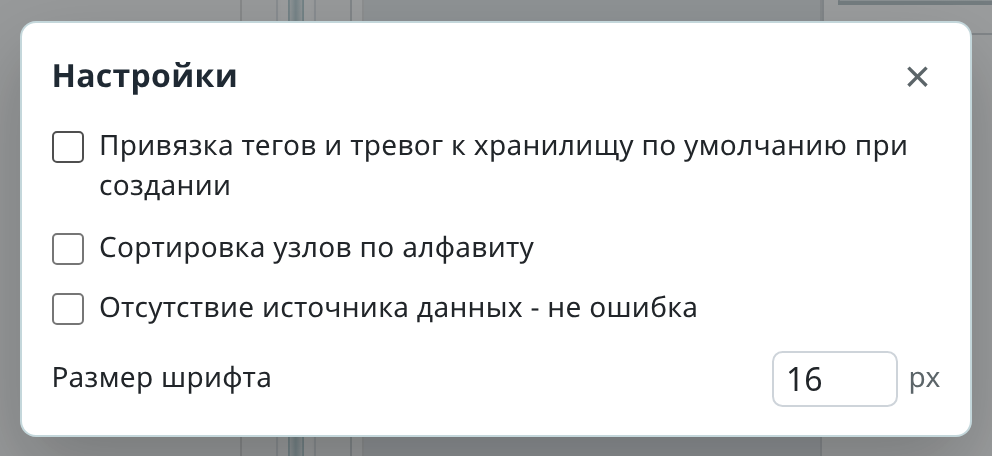 Настройки
Привязка тегов и тревог к хранилищу по умолчанию при
создании
Сортировка узлов по алфавиту
Отсутствие источника данных - не ошибка
Размер шрифта 16 px